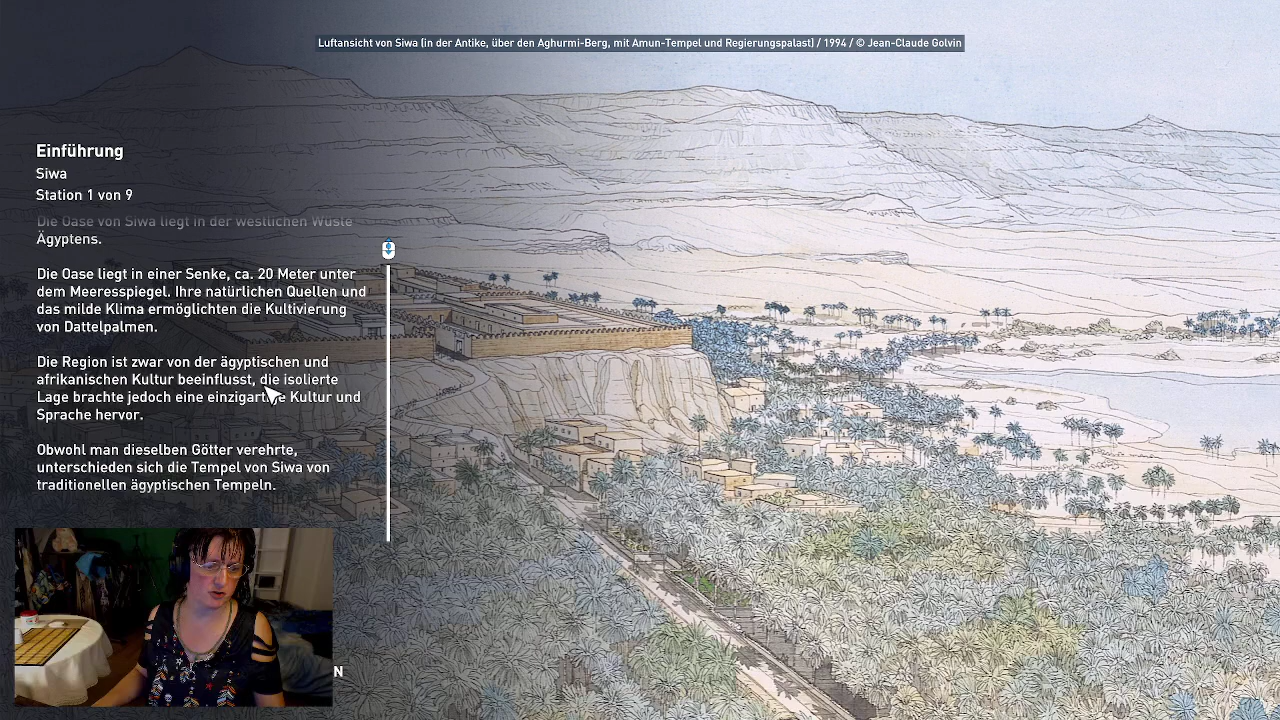 Luftansicht von Siwa (in der Antike, über den Aghurmi-Berg, mit Amun-Tempel und Regierungspalast) / 1994 / © Jean-Claude Golvin
Einführung
Siwa
Station 1 von 9
Die Oase von Siwa liegt in der westlichen Wüste
Ägyptens.
Die Oase liegt in einer Senke, ca. 20 Meter unter
dem Meeresspiegel. Ihre natürlichen Quellen und
das milde Klima ermöglichten die Kultivierung
von Dattelpalmen.
Die Region ist zwar von der ägyptischen und
afrikanischen Kultur beeinflusst, die isolierte
Lage brachte jedoch eine einzigartige Kultur und
Sprache hervor.
Obwohl man dieselben Götter verehrte,
unterschieden sich die Tempel von Siwa von
traditionellen ägyptischen Tempeln.
N